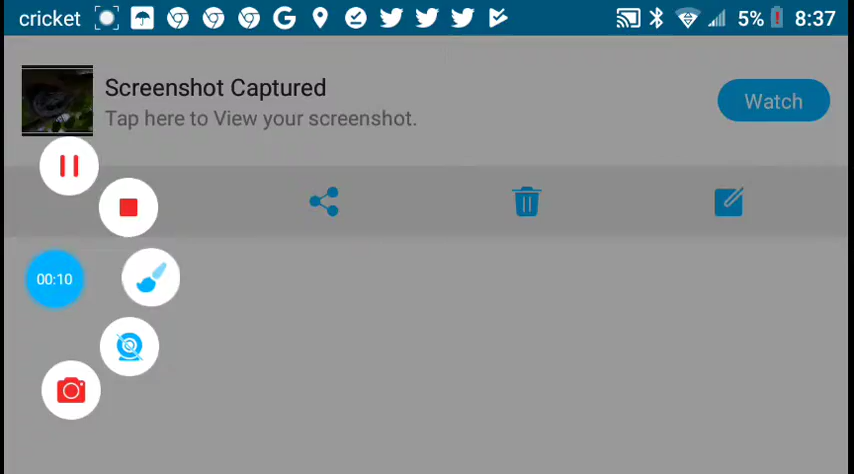 cricket 5% 8:37
Screenshot Captured
Tap here to View your screenshot.
Watch
00:10